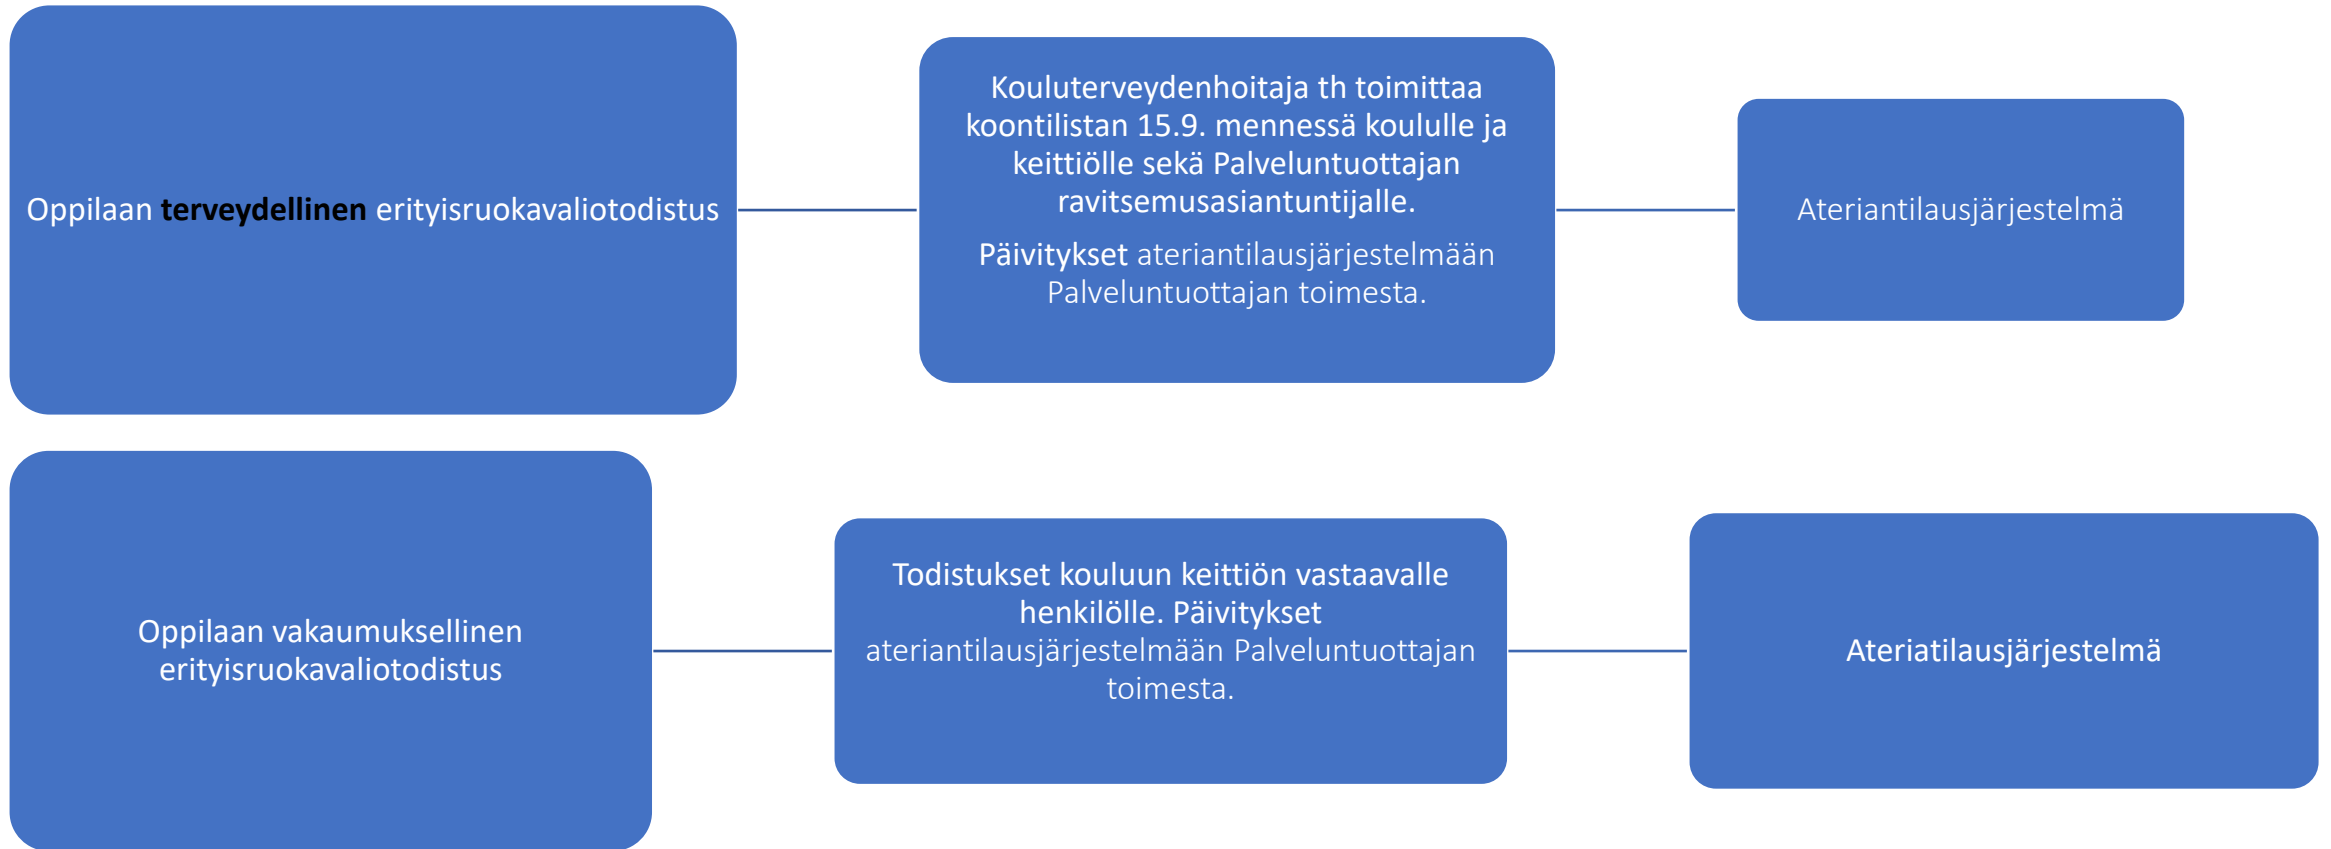 Oppilaan terveydellinen erityisruokavaliotodistus
Kouluterveydenhoitaja th toimittaa
koontilistan 15.9. mennessä koululle ja
keittiölle sekä Palveluntuottajan
ravitsemusasiantuntijalle.
Päivitykset ateriantilausjärjestelmään
Palveluntuottajan toimesta.
Ateriantilausjärjestelmä
Oppilaan vakaumuksellinen
erityisruokavaliotodistus
Todistukset kouluun keittiön vastaavalle
henkilölle. Päivitykset
ateriantilausjärjestelmään Palveluntuottajan
toimesta.
Ateriatilausjärjestelmä